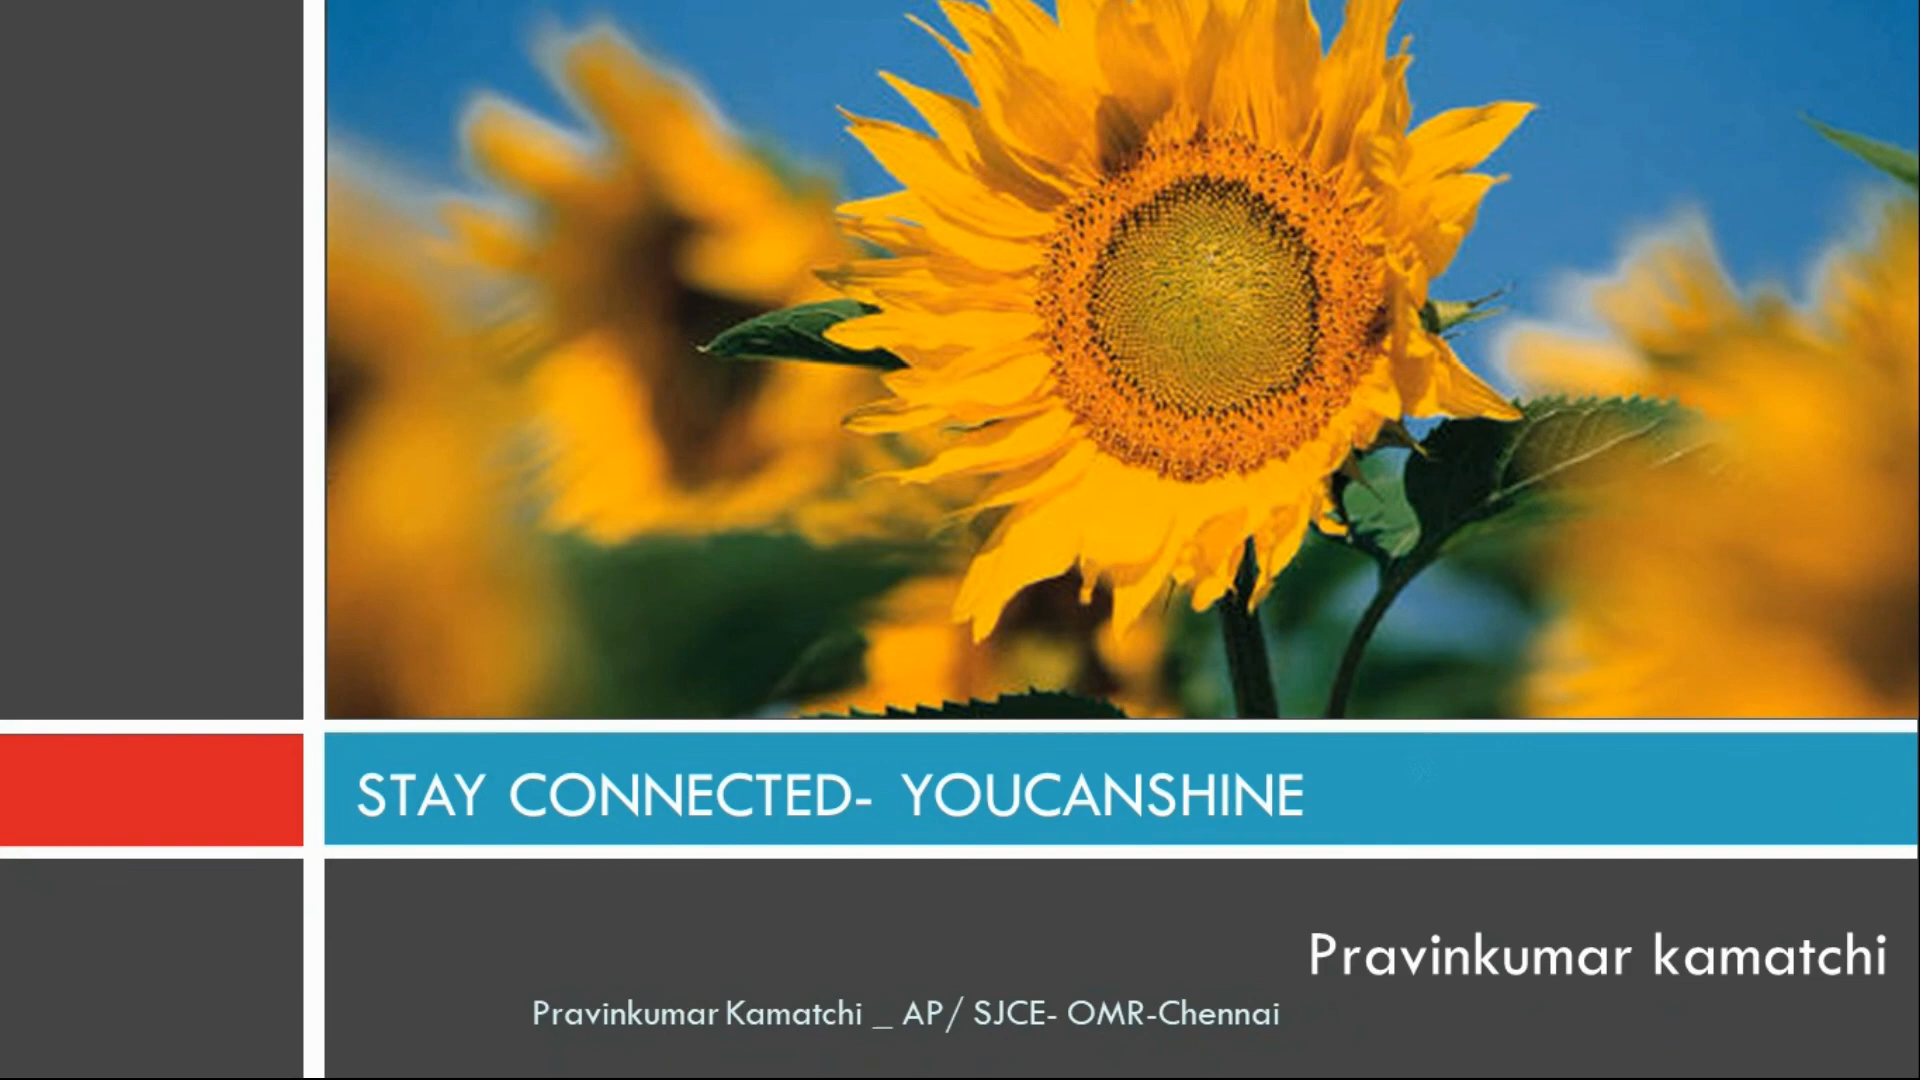 STAY CONNECTED- YOUCANSHINE
Pravinkumar kamatchi
Pravinkumar Kamatchi _ AP/ SJCE- OMR-Chennai